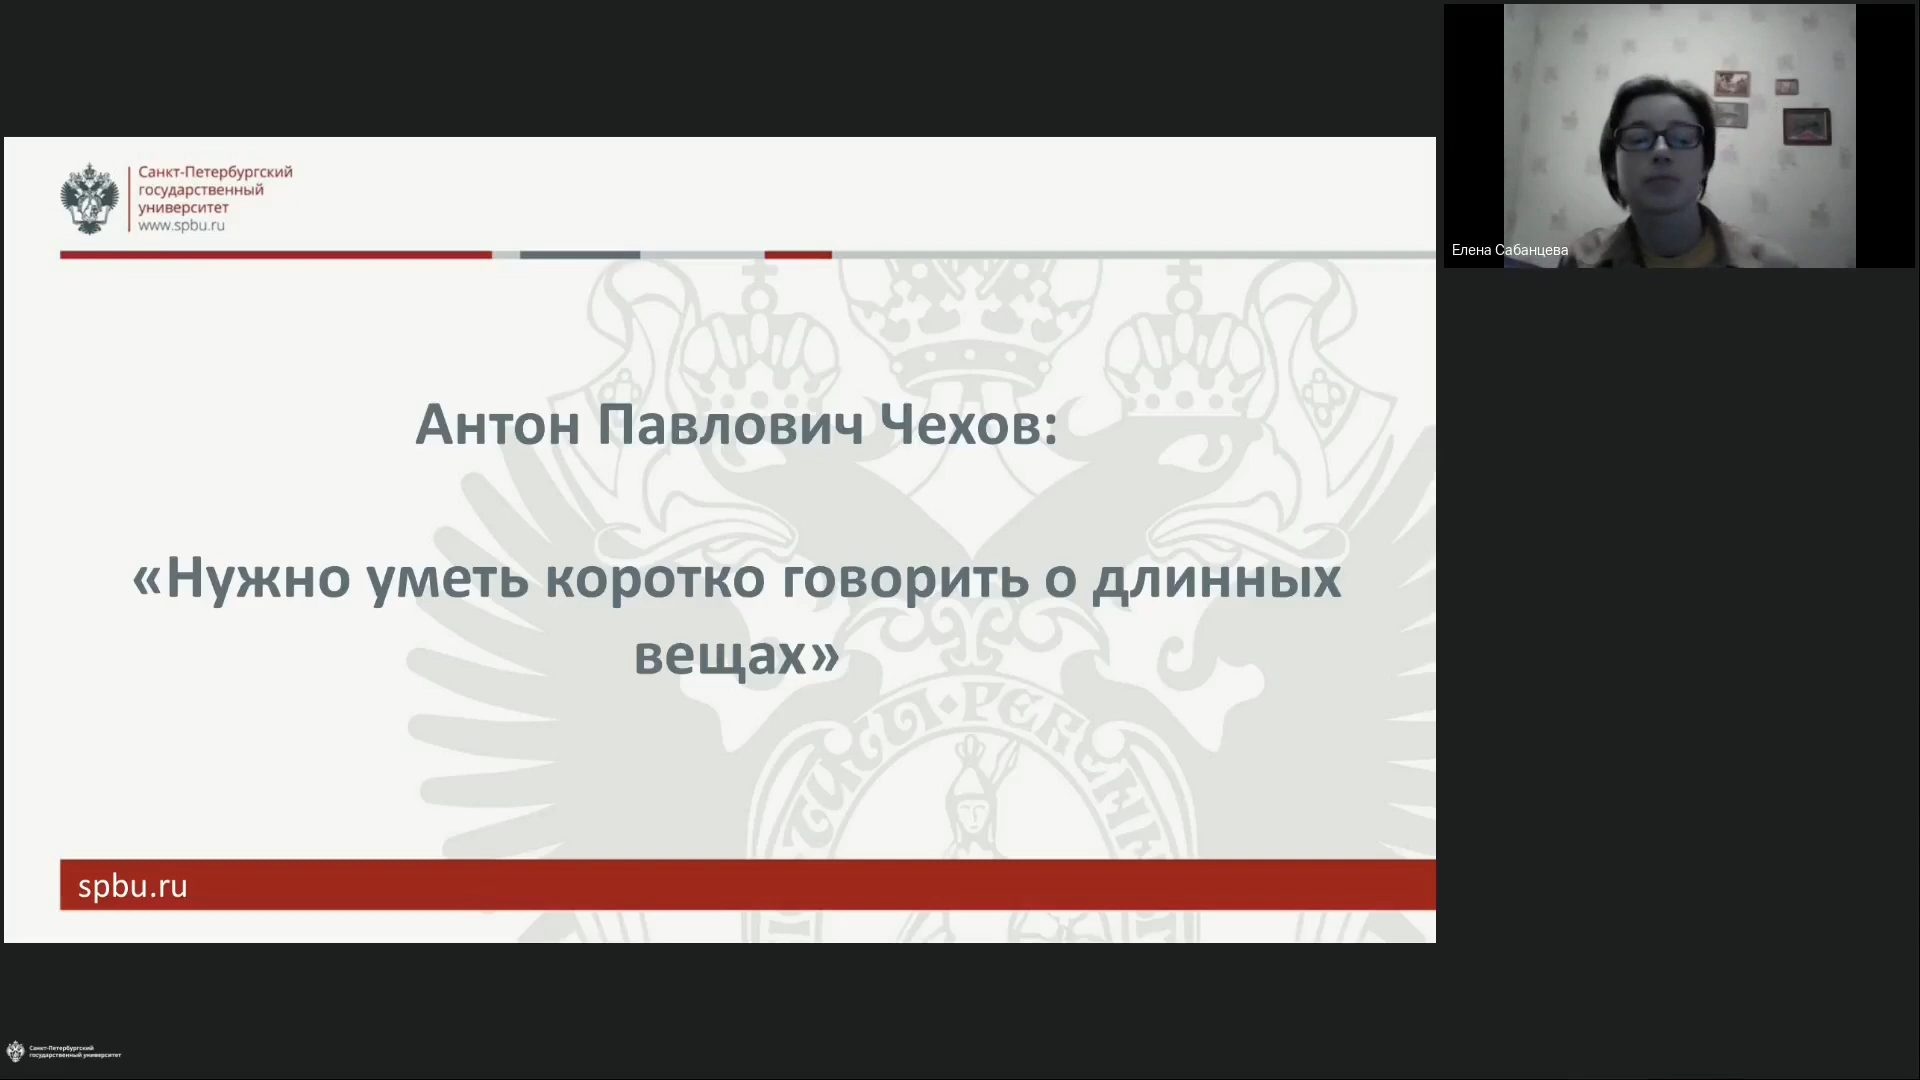 Санкт-Петербургский
государственный
университет
www.spbu.ru
Антон Павлович Чехов:
«Нужно уметь коротко говорить о длинных
вещах»
spbu.ru
Елена Сабанцева
Санкт-Петербургский
государственный университет